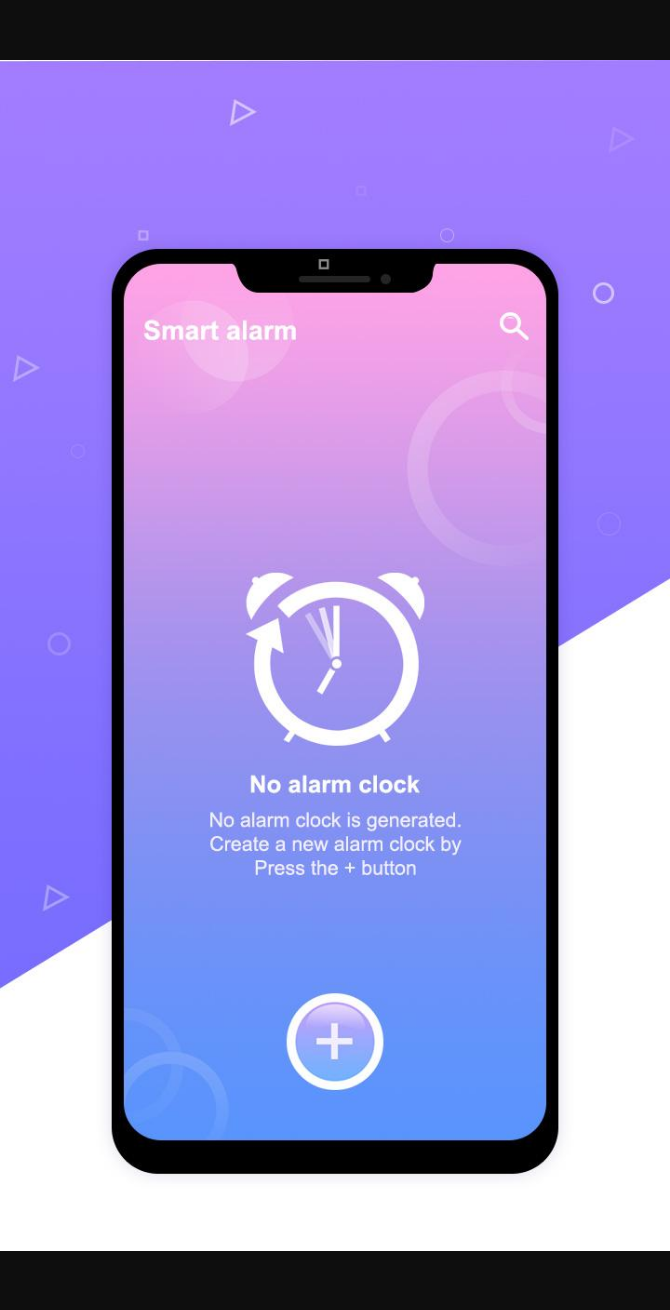 Smart alarm
No alarm clock
No alarm clock is generated.
Create a new alarm clock by
Press the + button